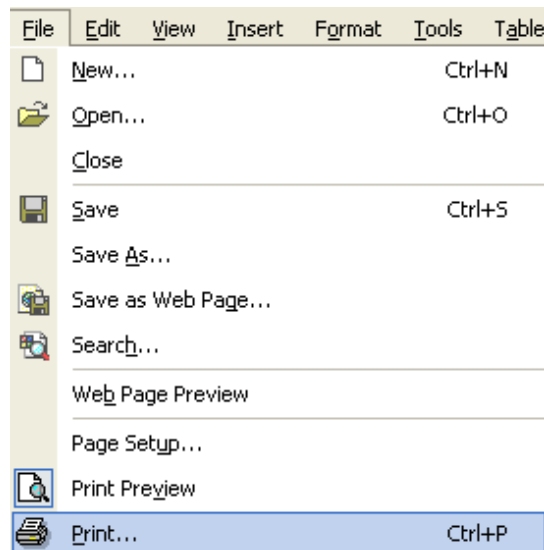 File Edit View Insert Format Tools Table
New... Ctrl+N
Open... Ctrl+O
Close
Save Ctrl+S
Save As...
Save as Web Page...
Search...
Web Page Preview
Page Setup...
Print Preview
Print... Ctrl+P